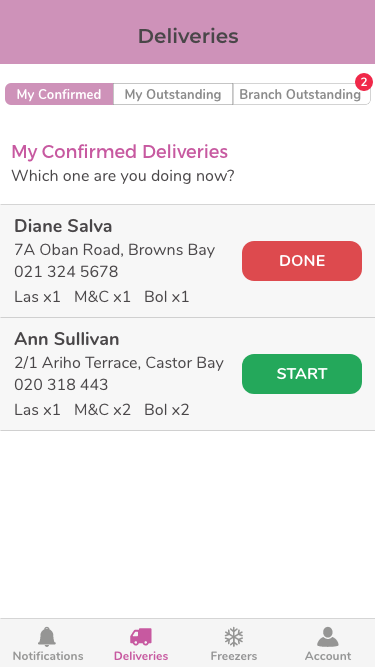 Deliveries
2
My Confirmed My Outstanding Branch Outstanding
My Confirmed Deliveries
Which one are you doing now?
Diane Salva
7A Oban Road, Browns Bay
021 324 5678
Las x1 M&C x1 Bol x1
DONE
Ann Sullivan
2/1 Ariho Terrace, Castor Bay
020 318 443
Las x1 M&C x2 Bol x2
START
Notifications Deliveries Freezers Account